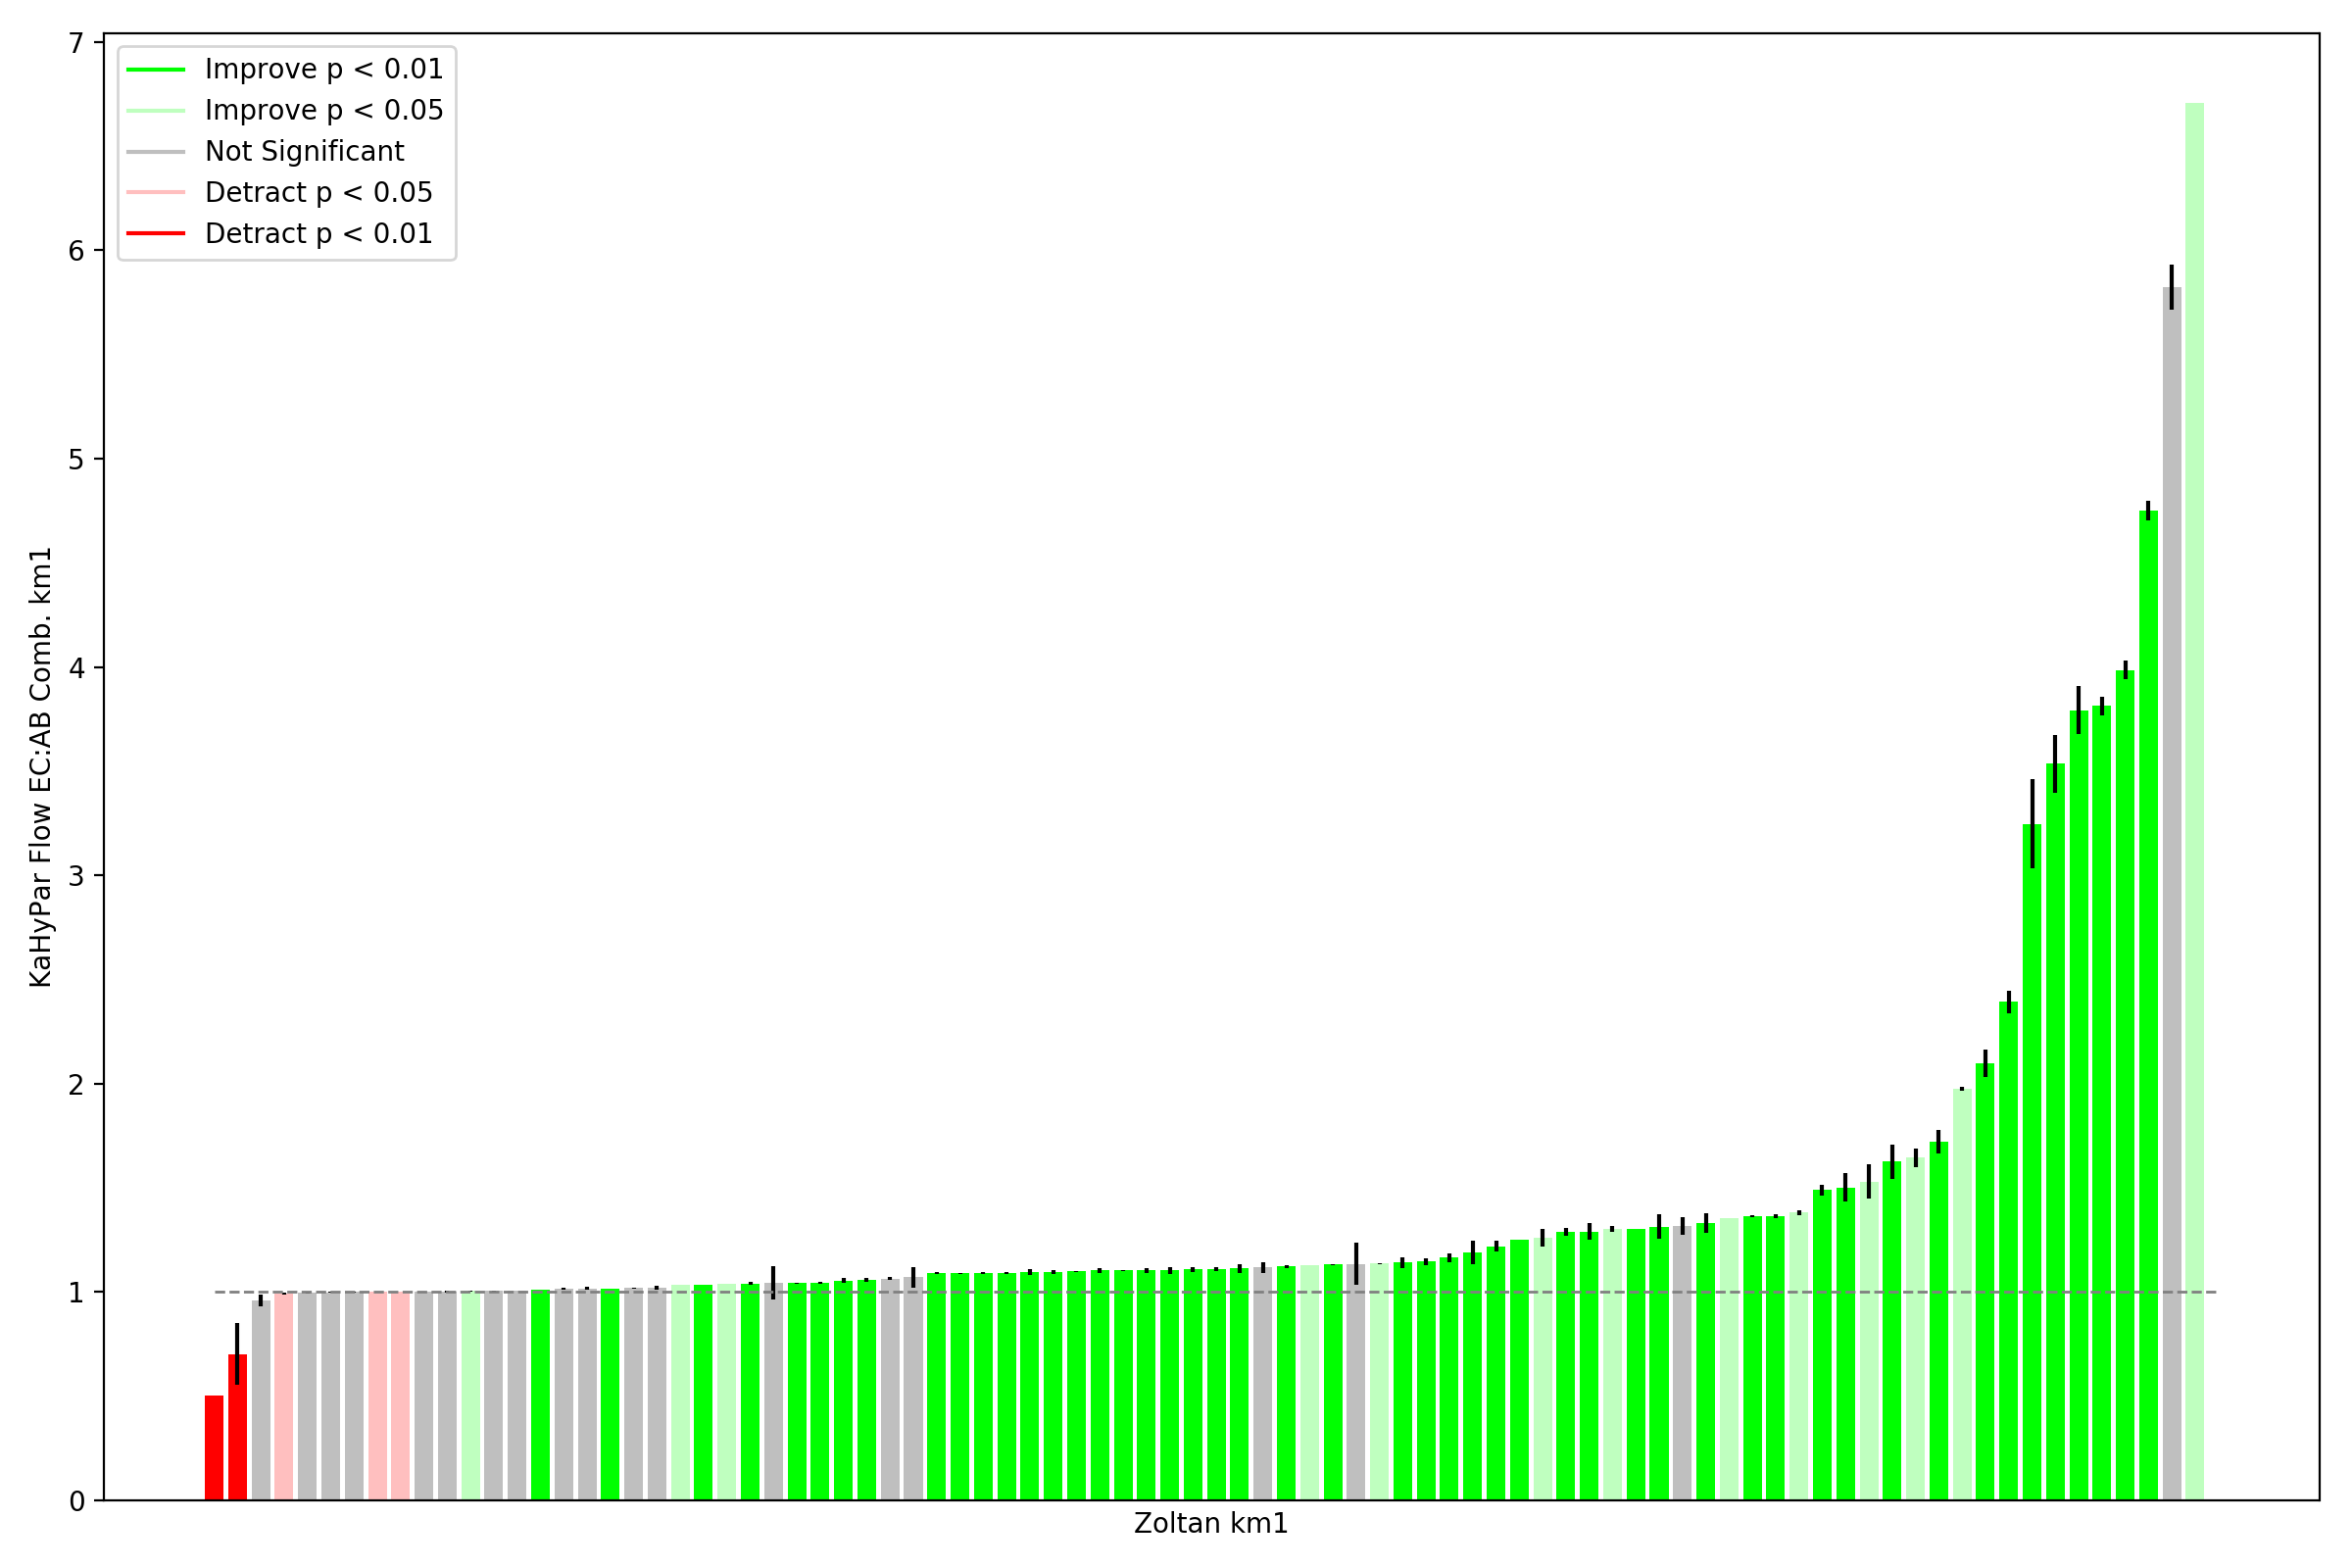 7
6
5
4
3
2
1
0
Improve p < 0.01
Improve p < 0.05
Not Significant
Detract p < 0.05
Detract p < 0.01
KaHyPar Flow EC:AB Comb. km1
Zoltan km1